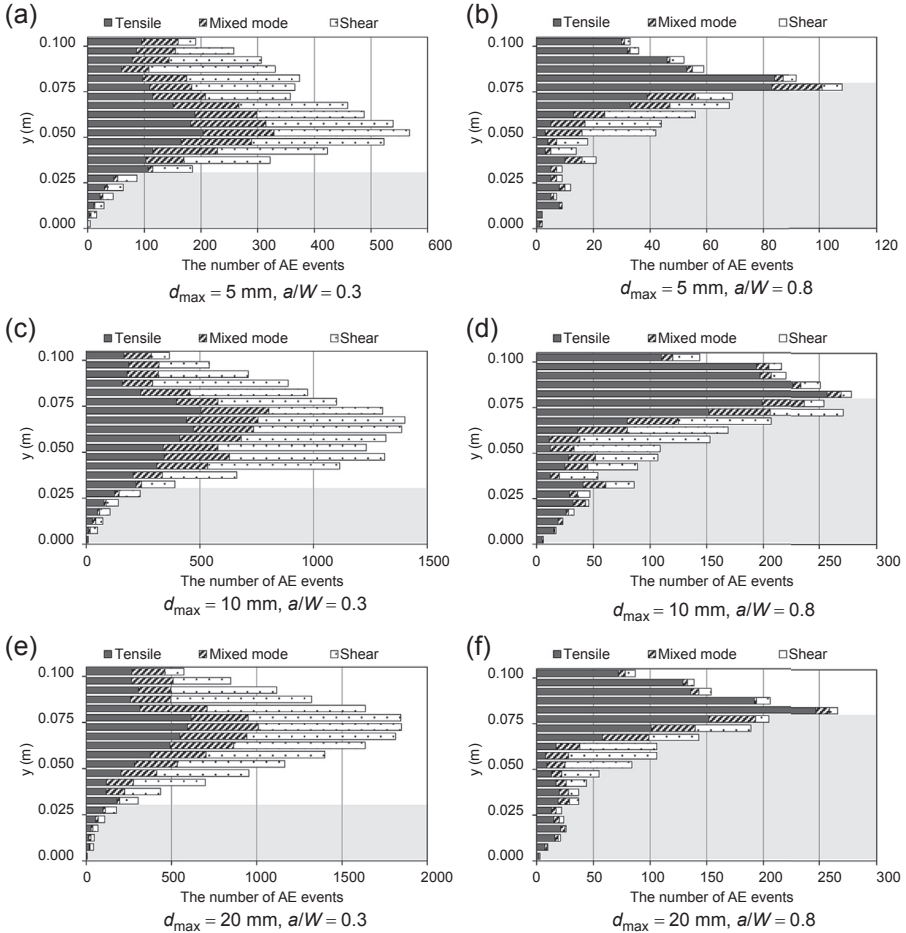 (a)
Tensile Mixed mode Shear
0.100
0.075
0.050
0.025
0.000
y (m)
0 100 200 300 400 500 600
The number of AE events
dmax = 5 mm, a/W = 0.3
(b)
Tensile Mixed mode Shear
0.100
0.075
0.050
0.025
0.000
y (m)
0 20 40 60 80 100 120
The number of AE events
dmax = 5 mm, a/W = 0.8
(c)
Tensile Mixed mode Shear
0.100
0.075
0.050
0.025
0.000
y (m)
0 500 1000 1500
The number of AE events
dmax = 10 mm, a/W = 0.3
(d)
Tensile Mixed mode Shear
0.100
0.075
0.050
0.025
0.000
y (m)
0 50 100 150 200 250 300
The number of AE events
dmax = 10 mm, a/W = 0.8
(e)
Tensile Mixed mode Shear
0.100
0.075
0.050
0.025
0.000
y (m)
0 500 1000 1500 2000
The number of AE events
dmax = 20 mm, a/W = 0.3
(f)
Tensile Mixed mode Shear
0.100
0.075
0.050
0.025
0.000
y (m)
0 50 100 150 200 250 300
The number of AE events
dmax = 20 mm, a/W = 0.8